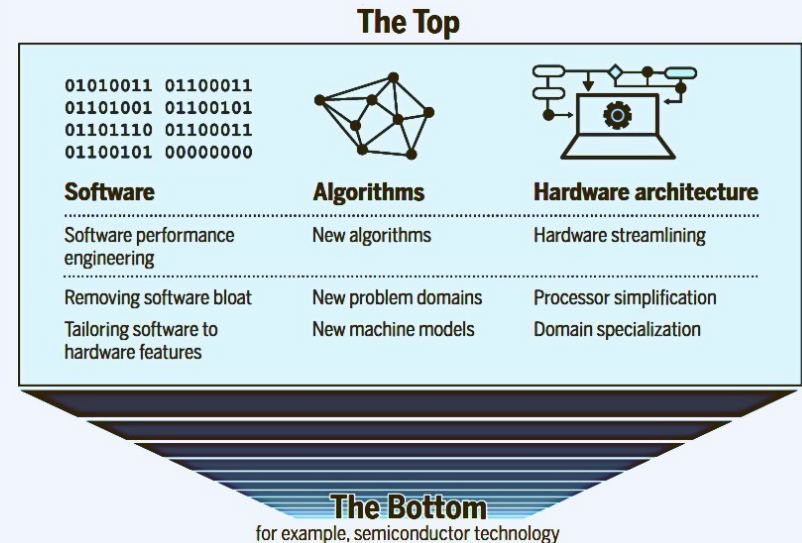 The Top
01010011 01100011
01101001 01100101
01101110 01100011
01100101 00000000
Software
Algorithms
Hardware architecture
Software performance
engineering
New algorithms
Hardware streamlining
Removing software bloat
New problem domains
Processor simplification
Tailoring software to
hardware features
New machine models
Domain specialization
The Bottom
for example, semiconductor technology